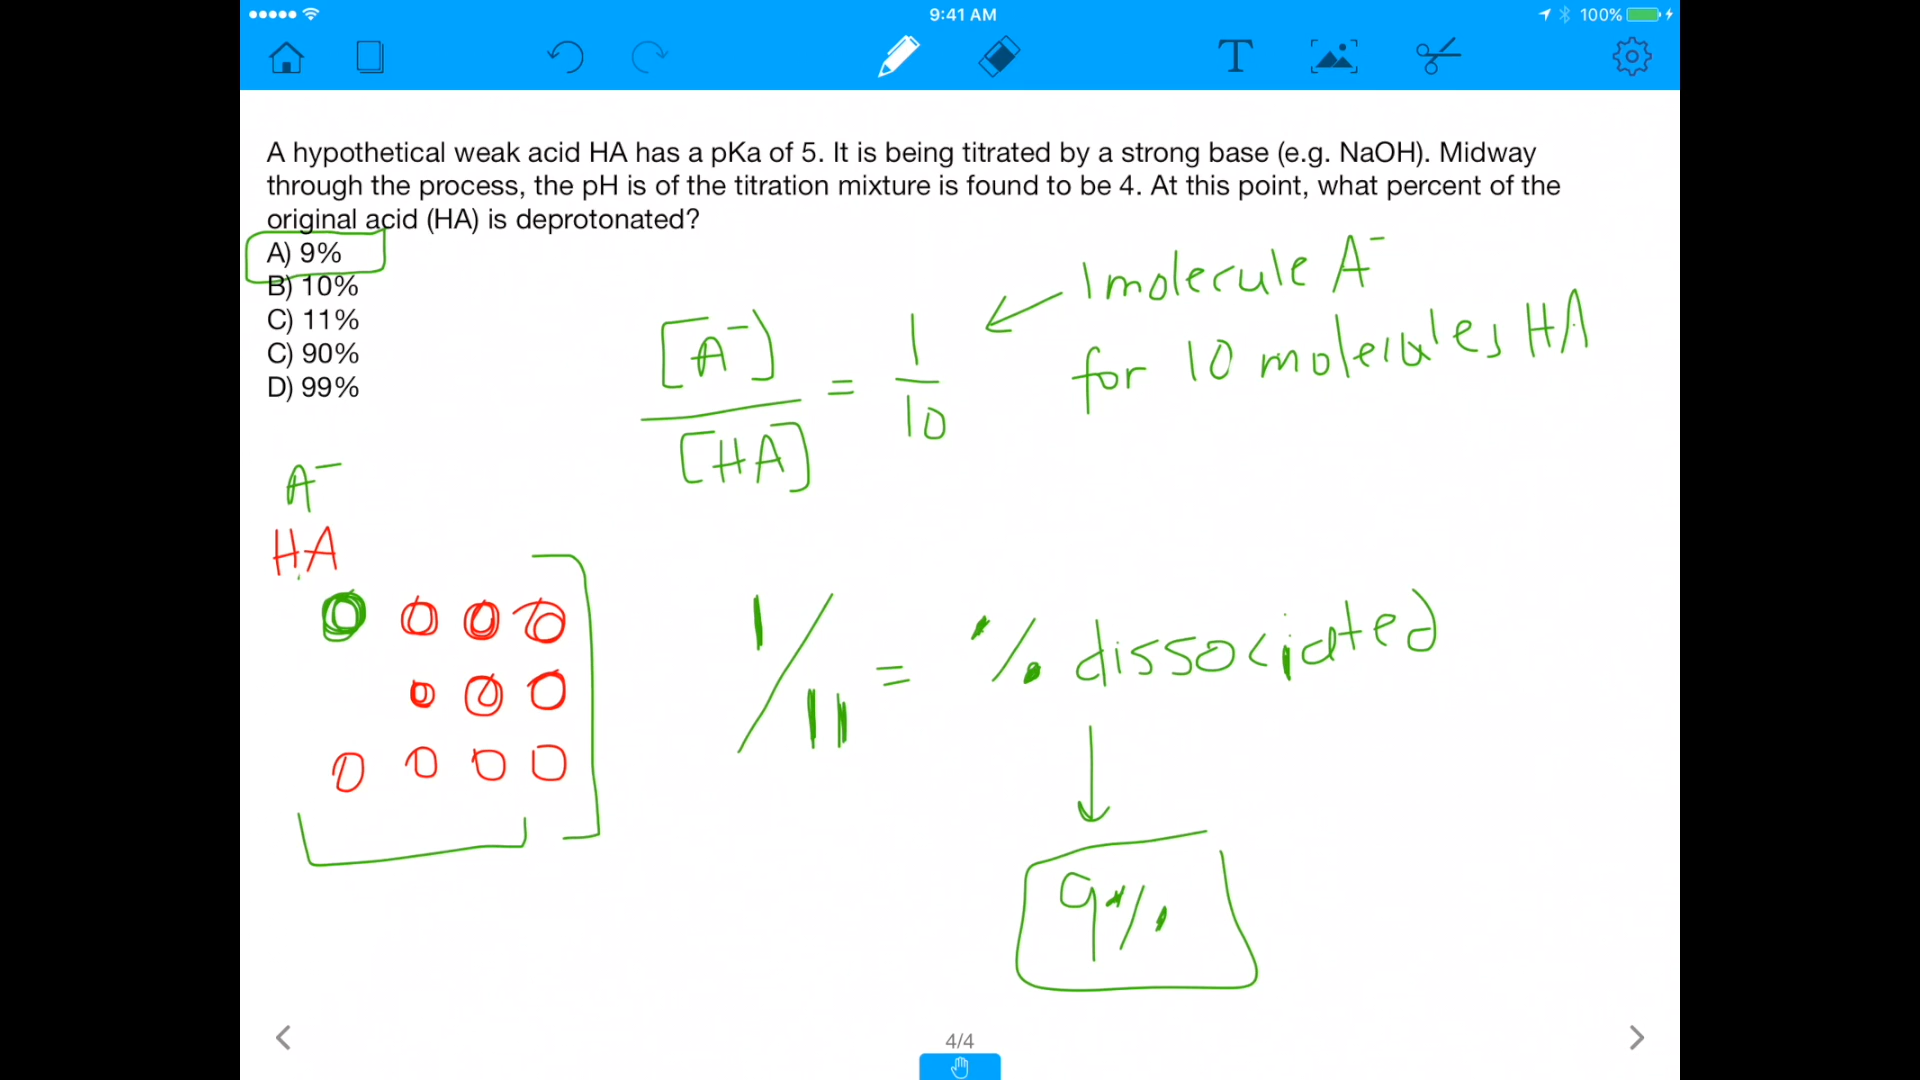 9:41 AM
100%
T
A hypothetical weak acid HA has a pKa of 5. It is being titrated by a strong base (e.g. NaOH). Midway
through the process, the pH is of the titration mixture is found to be 4. At this point, what percent of the
original acid (HA) is deprotonated?
A) 9%
B) 10%
C) 11%
C) 90%
D) 99%
1 molecule A⁻
for 10 molecules HA
[A⁻]
/ [HA] = 1/10
A⁻
HA
1/11 = % dissociated
9%
4/4